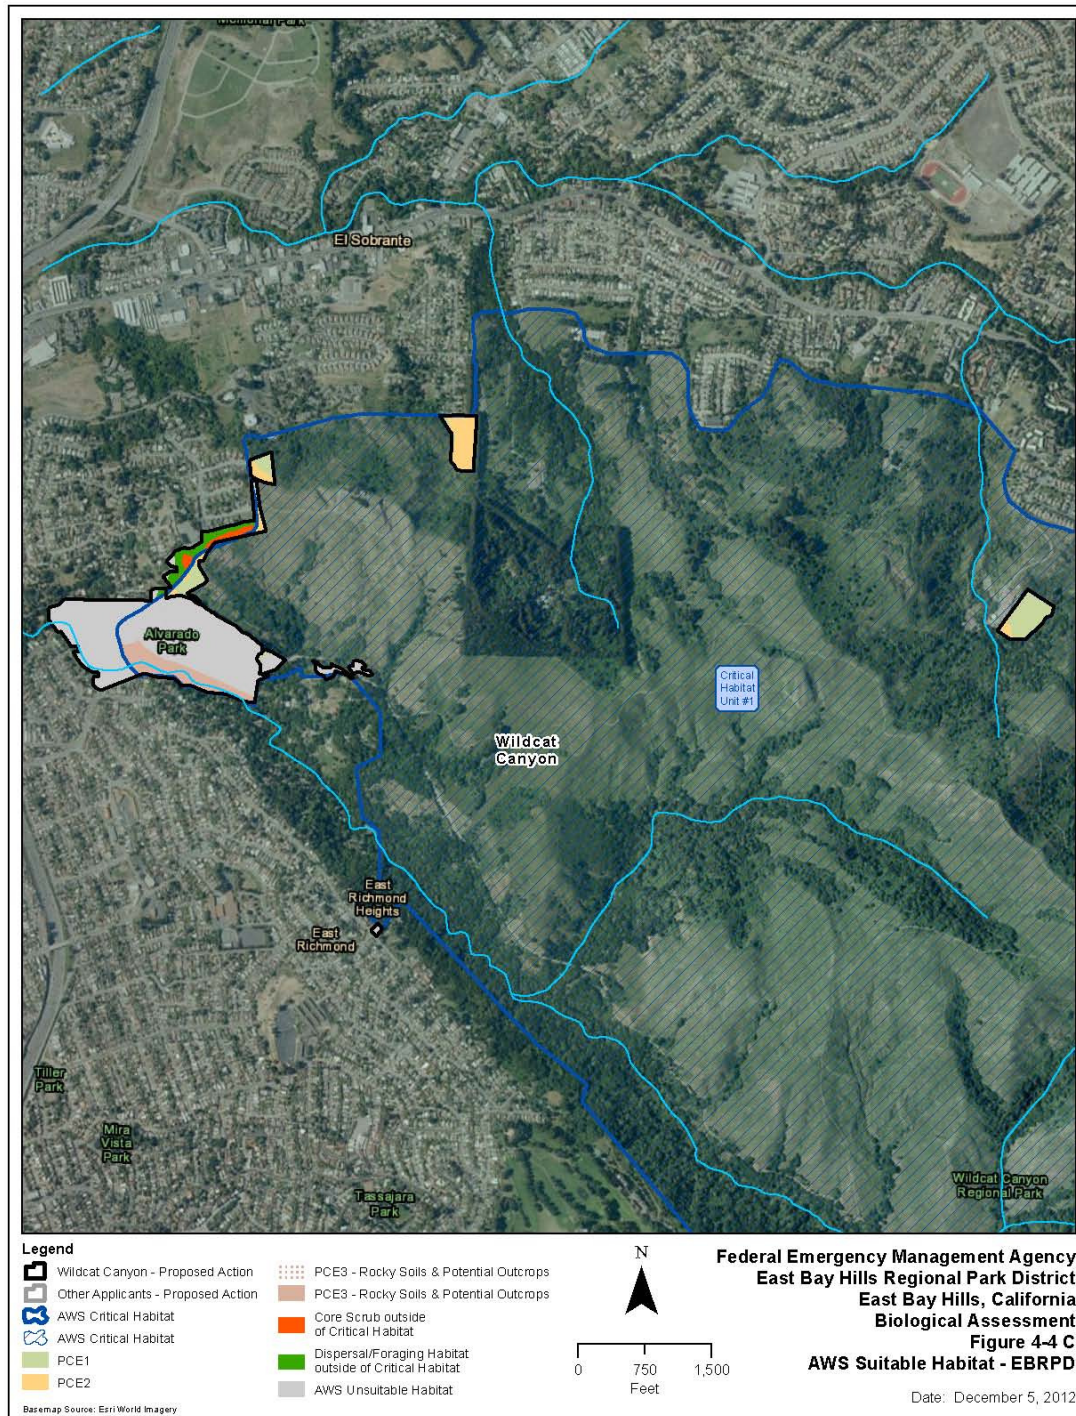 Memorial Park
El Sobrante
Alvarado
Park
Critical
Habitat
Unit #1
Wildcat
Canyon
East
Richmond
Heights
East
Richmond
Tiller
Park
Mira
Vista
Park
Tassajara
Park
Wildcat Canyon
Regional Park
Legend
Wildcat Canyon - Proposed Action
Other Applicants - Proposed Action
AWS Critical Habitat
AWS Critical Habitat
PCE1
PCE2
Basemap Source: Esri World Imagery
PCE3 - Rocky Soils & Potential Outcrops
PCE3 - Rocky Soils & Potential Outcrops
Core Scrub outside
of Critical Habitat
Dispersal/Foraging Habitat
outside of Critical Habitat
AWS Unsuitable Habitat
N
0 750 1,500
Feet
Federal Emergency Management Agency
East Bay Hills Regional Park District
East Bay Hills, California
Biological Assessment
Figure 4-4 C
AWS Suitable Habitat - EBRPD
Date: December 5, 2012